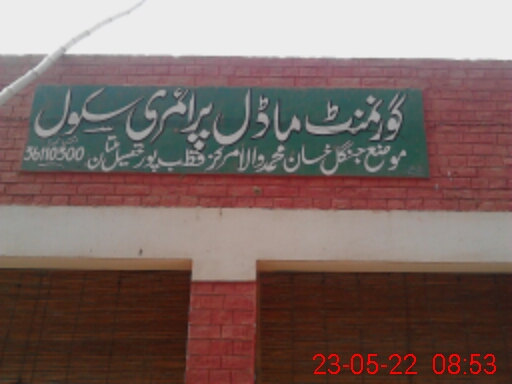 گورنمنٹ ماڈل پرائمری سکول
موضع جنگل خان محمد والا مرکز قطب پور تحصیل ملتان 36110500
23-05-22 08:53